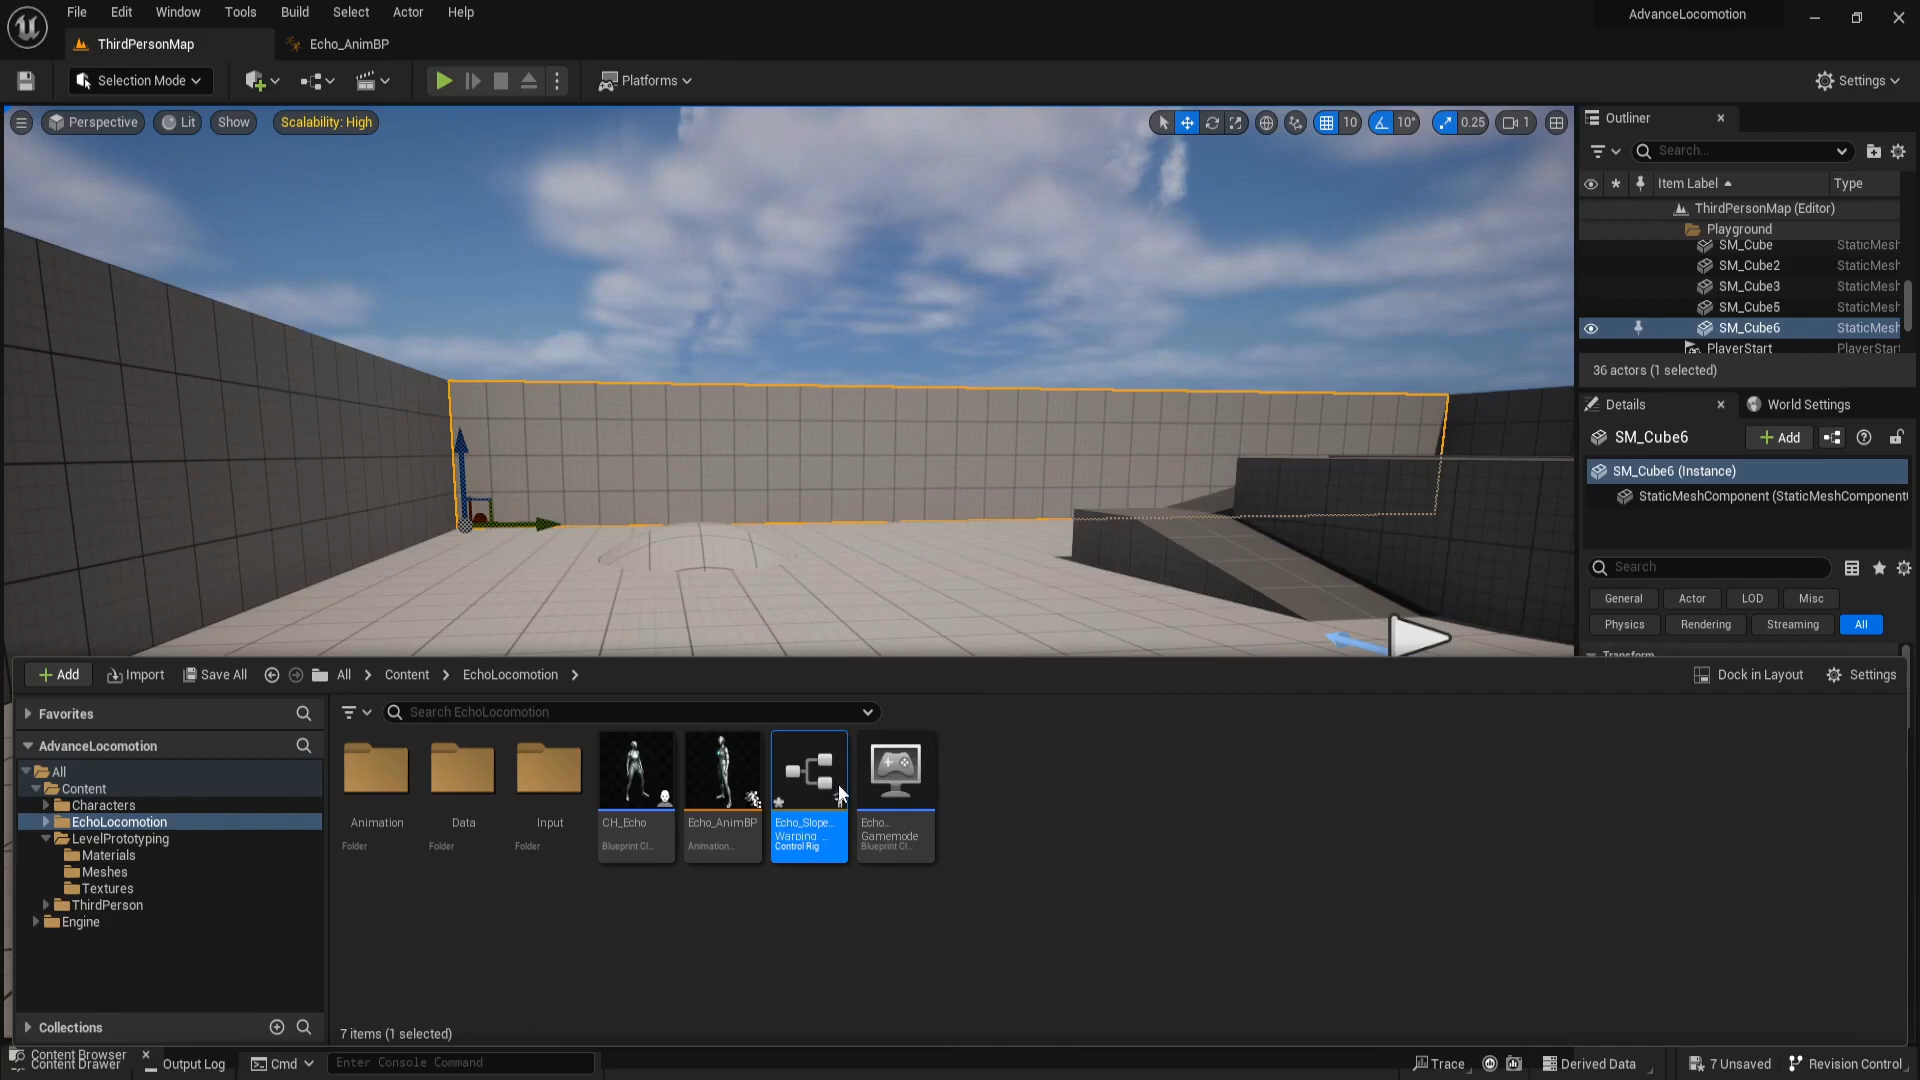 File Edit Window Tools Build Select Actor Help
AdvanceLocomotion
ThirdPersonMap
Echo_AnimBP
Selection Mode
Platforms
Settings
Perspective
Lit
Show
Scalability: High
10
10°
0.25
1
Outliner
Search...
Item Label
Type
ThirdPersonMap (Editor)
Playground
SM_Cube StaticMesh
SM_Cube2 StaticMesh
SM_Cube3 StaticMesh
SM_Cube5 StaticMesh
SM_Cube6 StaticMesh
PlayerStart PlayerStart
36 actors (1 selected)
Details
World Settings
SM_Cube6
Add
SM_Cube6 (Instance)
StaticMeshComponent (StaticMeshComponent
Search
General Actor LOD Misc
Physics Rendering Streaming All
Transform
Add
Import
Save All
All
Content
EchoLocomotion
Dock in Layout
Settings
Favorites
Search EchoLocomotion
AdvanceLocomotion
All
Content
Characters
EchoLocomotion
LevelPrototyping
Materials
Meshes
Textures
ThirdPerson
Engine
Collections
Animation
Folder
Data
Folder
Input
Folder
CH_Echo
Blueprint Cl...
Echo_AnimBP
Animation...
Echo_Slope...
Warping_...
Control Rig
Echo...
Gamemode
Blueprint Cl...
7 items (1 selected)
Content Browser
Content Drawer
Output Log
Cmd
Enter Console Command
Trace
Derived Data
7 Unsaved
Revision Control